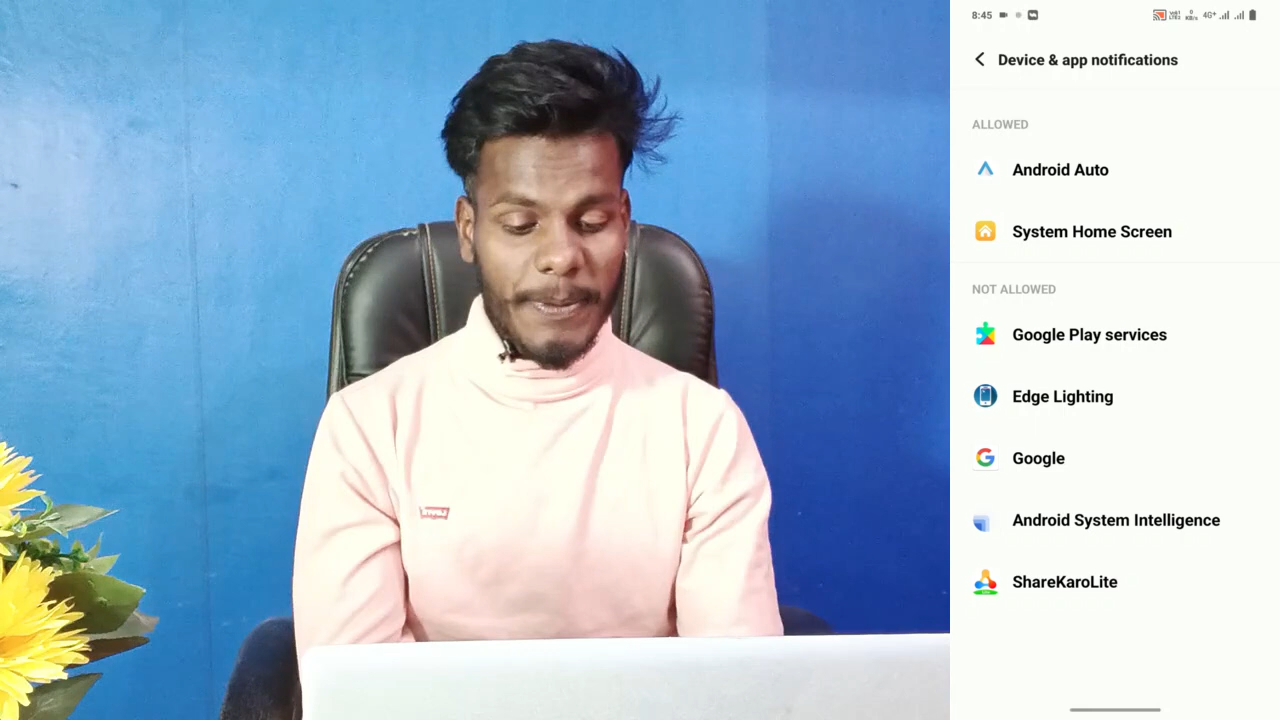 8:45
4G+
Device & app notifications
ALLOWED
Android Auto
System Home Screen
NOT ALLOWED
Google Play services
Edge Lighting
Google
Android System Intelligence
ShareKaroLite